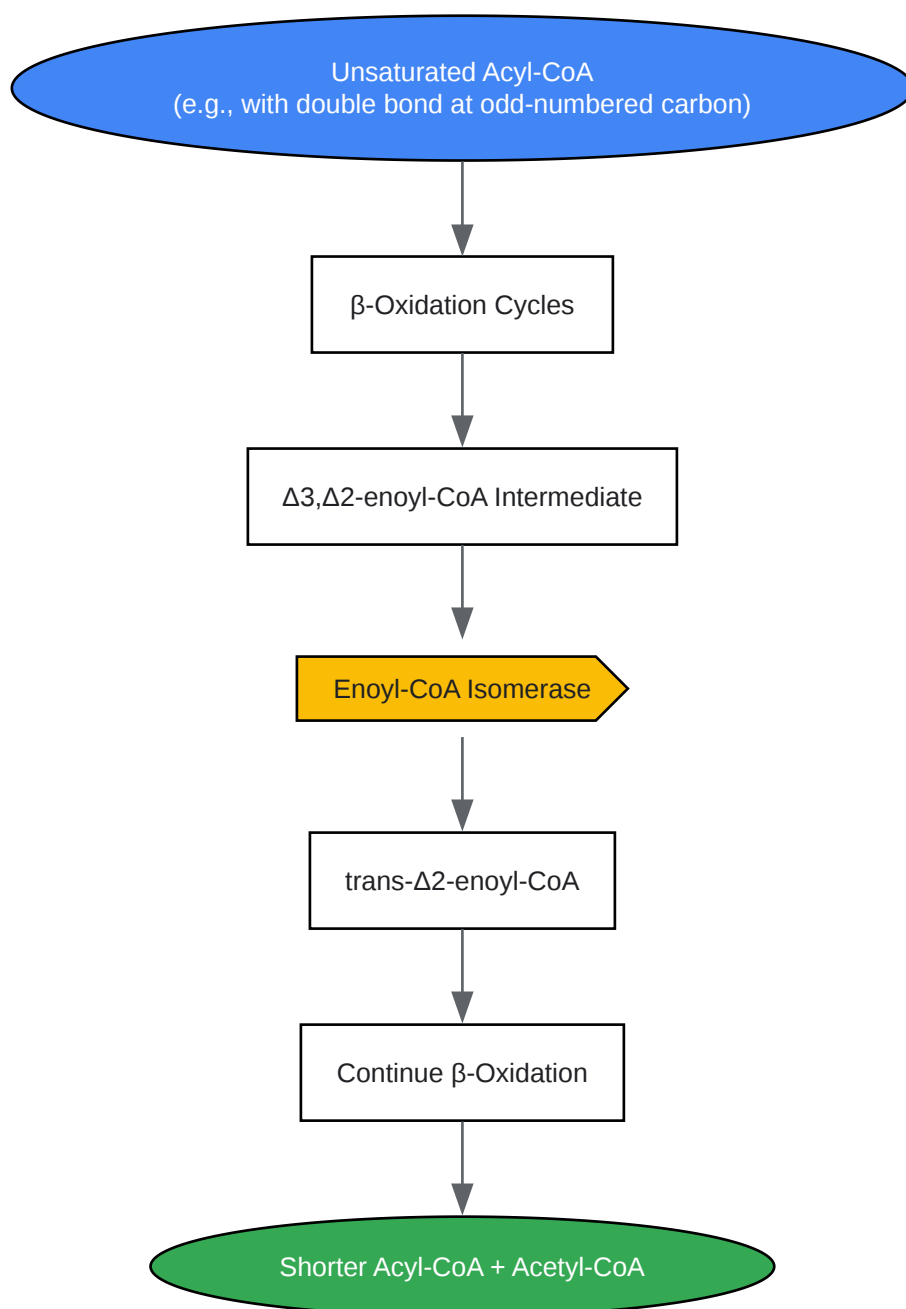 Unsaturated Acyl-CoA
(e.g., with double bond at odd-numbered carbon)
β-Oxidation Cycles
Δ3,Δ2-enoyl-CoA Intermediate
Enoyl-CoA Isomerase
trans-Δ2-enoyl-CoA
Continue β-Oxidation
Shorter Acyl-CoA + Acetyl-CoA